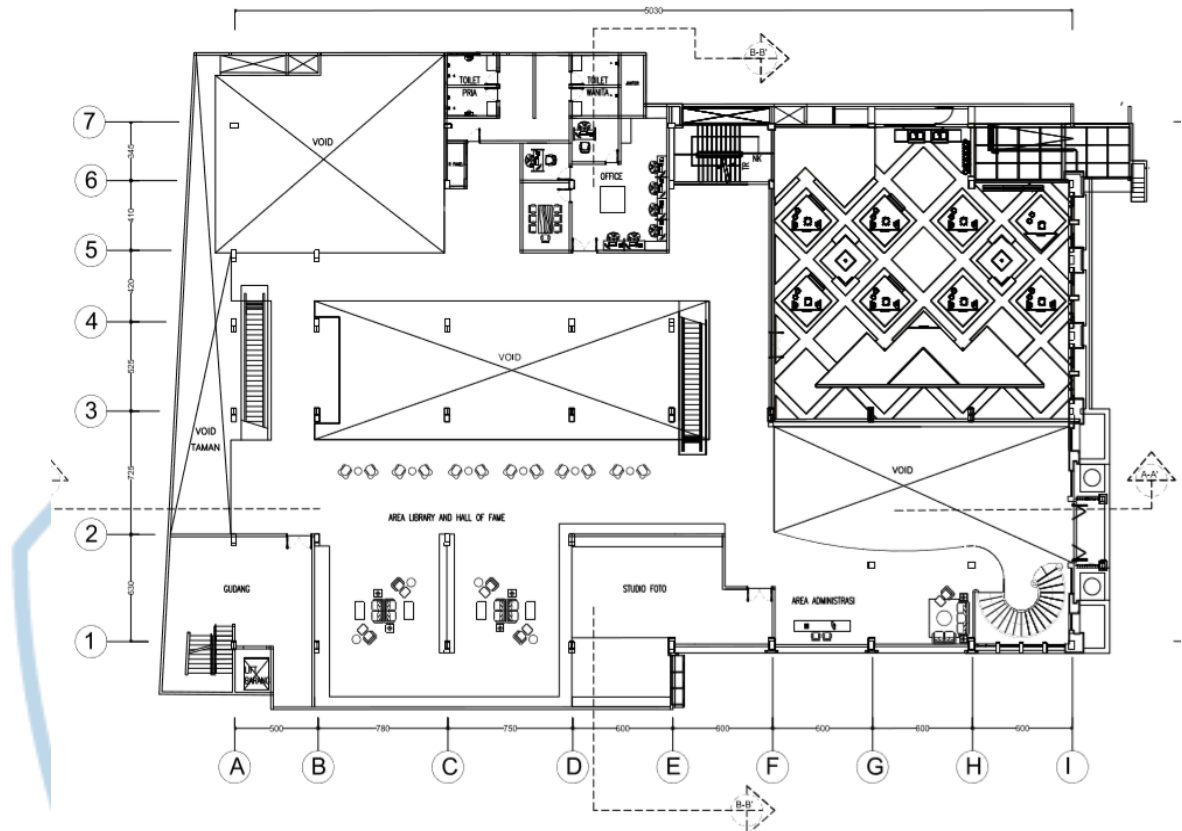 5030
B-B'
TOILET
PRIA
TOILET
WANITA
JANITOR
7
VOID
345
NK
6
OFFICE
410
5
420
4
VOID
525
3
VOID
TAMAN
725
VOID
A-A'
AREA LIBRARY AND HALL OF FAME
2
GUDANG
STUDIO FOTO
630
AREA ADMINISTRASI
1
LIFT
BARANG
500
780
750
600
600
600
600
600
A
B
C
D
E
F
G
H
I
B-B'